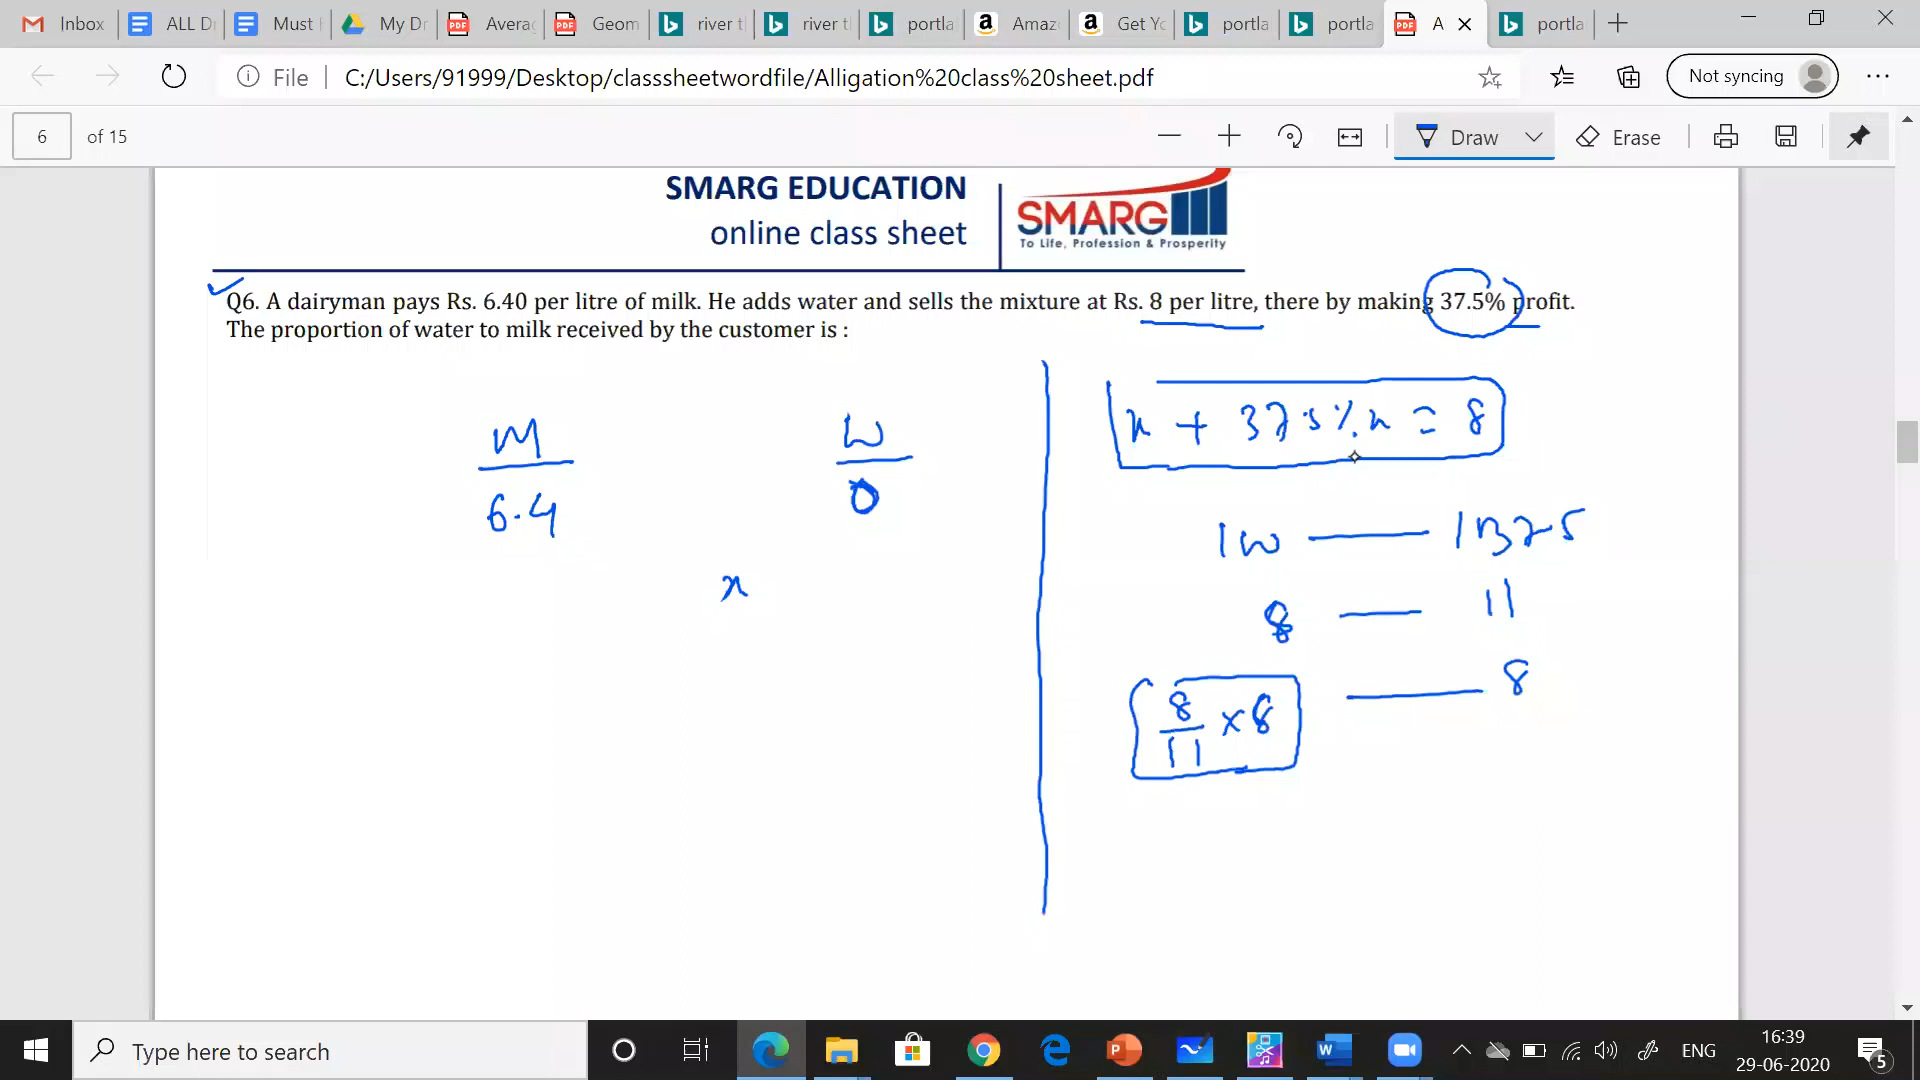 Inbox
ALL D
Must
My Dr
Avera
Geom
river t
river t
portla
Amaz
Get Yo
portla
portla
A
portla
File
C:/Users/91999/Desktop/classsheetwordfile/Alligation%20class%20sheet.pdf
Not syncing
6 of 15
Draw
Erase
SMARG EDUCATION
online class sheet
SMARG
To Life, Profession & Prosperity
Q6. A dairyman pays Rs. 6.40 per litre of milk. He adds water and sells the mixture at Rs. 8 per litre, there by making 37.5% profit.
The proportion of water to milk received by the customer is :
M
W
6.4
0
x
x + 37.5% x = 8
100 — 137.5
8 — 11
8/11 × 8 — 8
Type here to search
ENG
16:39
29-06-2020
5